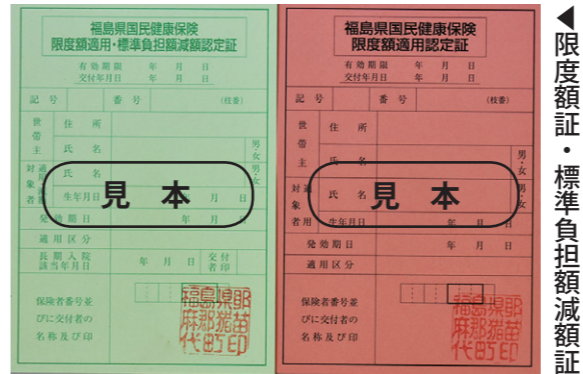 福島県国民健康保険
限度額適用・標準負担額減額認定証
有効期限 年 月 日
交付年月日 年 月 日
記 号 番 号 (枝番)
世帯主 住 所
氏 名 男・女
適用・減額対象者 氏 名 男・女
生年月日 年 月 日
見 本
発効期日 年 月 日
適用区分
長期入院該当年月日 年 月 日 交付者印
保険者番号並
びに交付者の
名称及び印
福島県国民健康保険
限度額適用認定証
有効期限 年 月 日
交付年月日 年 月 日
記 号 番 号 (枝番)
世帯主 住 所
氏 名 男・女
適用対象者 氏 名 男・女
生年月日 年 月 日
見 本
発効期日 年 月 日
適用区分
保険者番号並
びに交付者の
名称及び印
◀限度額証・標準負担額減額証